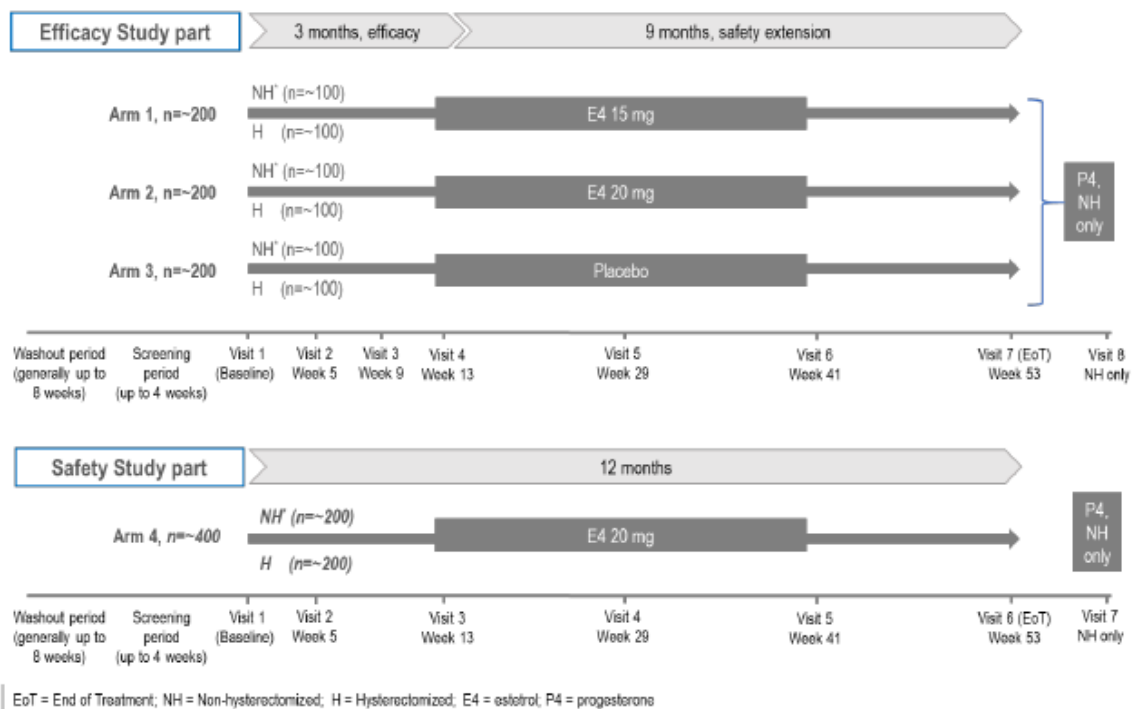 Efficacy Study part
3 months, efficacy
9 months, safety extension
NH* (n=~100)
Arm 1, n=~200
E4 15 mg
H (n=~100)
NH* (n=~100)
Arm 2, n=~200
E4 20 mg
H (n=~100)
NH* (n=~100)
Arm 3, n=~200
Placebo
H (n=~100)
P4,
NH
only
Washout period
(generally up to
8 weeks)
Screening
period
(up to 4 weeks)
Visit 1
(Baseline)
Visit 2
Week 5
Visit 3
Week 9
Visit 4
Week 13
Visit 5
Week 29
Visit 6
Week 41
Visit 7 (EoT)
Week 53
Visit 8
NH only
Safety Study part
12 months
NH* (n=~200)
Arm 4, n=~400
E4 20 mg
H (n=~200)
P4,
NH
only
Washout period
(generally up to
8 weeks)
Screening
period
(up to 4 weeks)
Visit 1
(Baseline)
Visit 2
Week 5
Visit 3
Week 13
Visit 4
Week 29
Visit 5
Week 41
Visit 6 (EoT)
Week 53
Visit 7
NH only
EoT = End of Treatment; NH = Non-hysterectomized; H = Hysterectomized; E4 = estetrol; P4 = progesterone